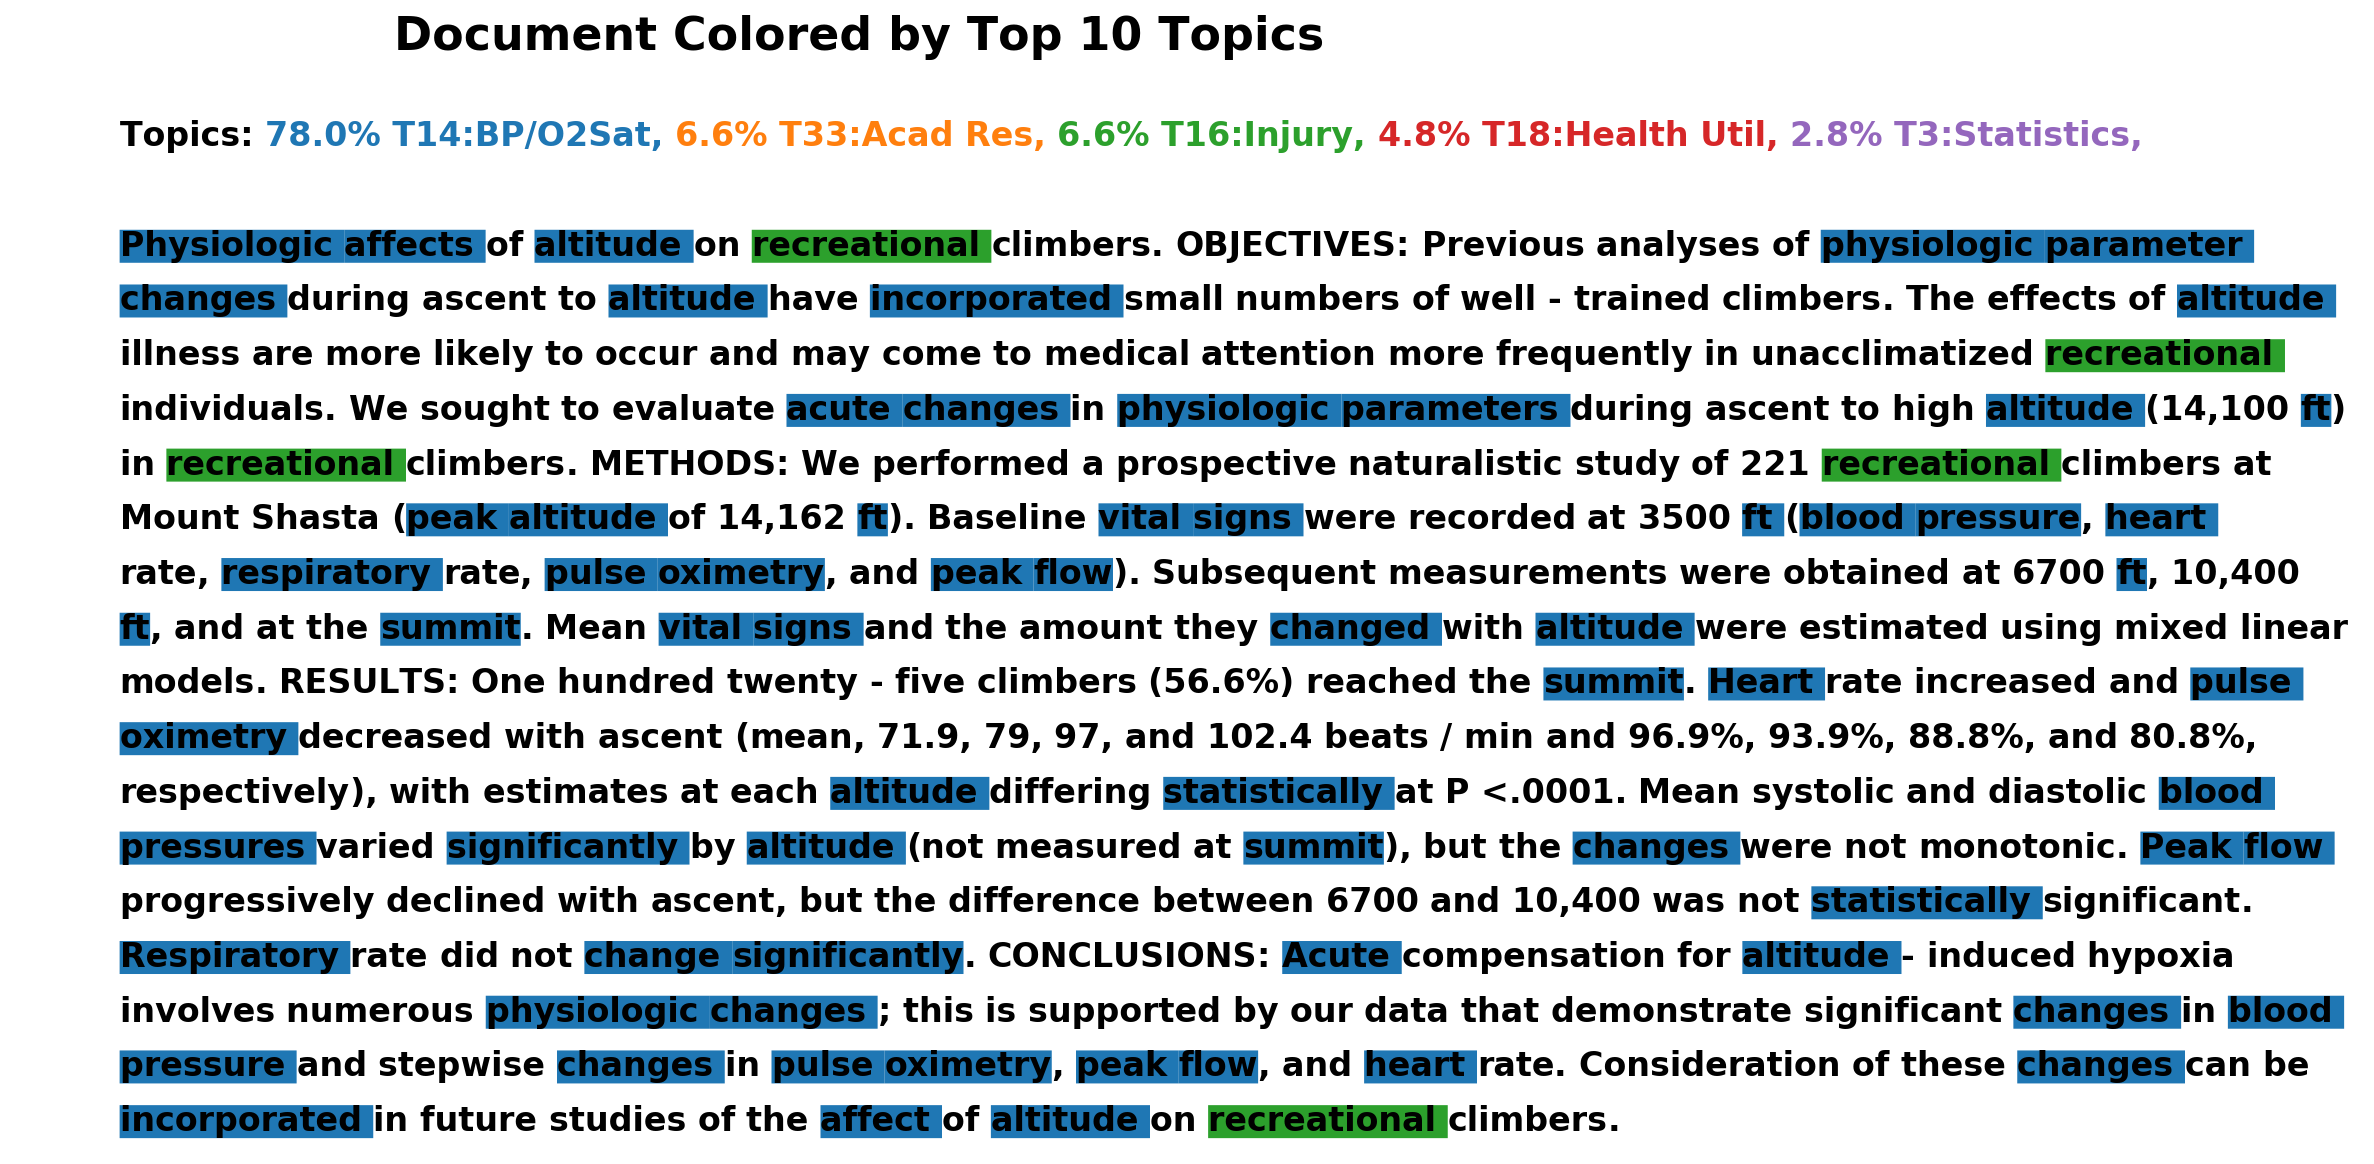 Document Colored by Top 10 Topics
Topics: 78.0% T14:BP/O2Sat, 6.6% T33:Acad Res, 6.6% T16:Injury, 4.8% T18:Health Util, 2.8% T3:Statistics,
Physiologic affects of altitude on recreational climbers. OBJECTIVES: Previous analyses of physiologic parameter
changes during ascent to altitude have incorporated small numbers of well - trained climbers. The effects of altitude
illness are more likely to occur and may come to medical attention more frequently in unacclimatized recreational
individuals. We sought to evaluate acute changes in physiologic parameters during ascent to high altitude (14,100 ft)
in recreational climbers. METHODS: We performed a prospective naturalistic study of 221 recreational climbers at
Mount Shasta (peak altitude of 14,162 ft). Baseline vital signs were recorded at 3500 ft (blood pressure, heart
rate, respiratory rate, pulse oximetry, and peak flow). Subsequent measurements were obtained at 6700 ft, 10,400
ft, and at the summit. Mean vital signs and the amount they changed with altitude were estimated using mixed linear
models. RESULTS: One hundred twenty - five climbers (56.6%) reached the summit. Heart rate increased and pulse
oximetry decreased with ascent (mean, 71.9, 79, 97, and 102.4 beats / min and 96.9%, 93.9%, 88.8%, and 80.8%,
respectively), with estimates at each altitude differing statistically at P <.0001. Mean systolic and diastolic blood
pressures varied significantly by altitude (not measured at summit), but the changes were not monotonic. Peak flow
progressively declined with ascent, but the difference between 6700 and 10,400 was not statistically significant.
Respiratory rate did not change significantly. CONCLUSIONS: Acute compensation for altitude - induced hypoxia
involves numerous physiologic changes ; this is supported by our data that demonstrate significant changes in blood
pressure and stepwise changes in pulse oximetry, peak flow, and heart rate. Consideration of these changes can be
incorporated in future studies of the affect of altitude on recreational climbers.